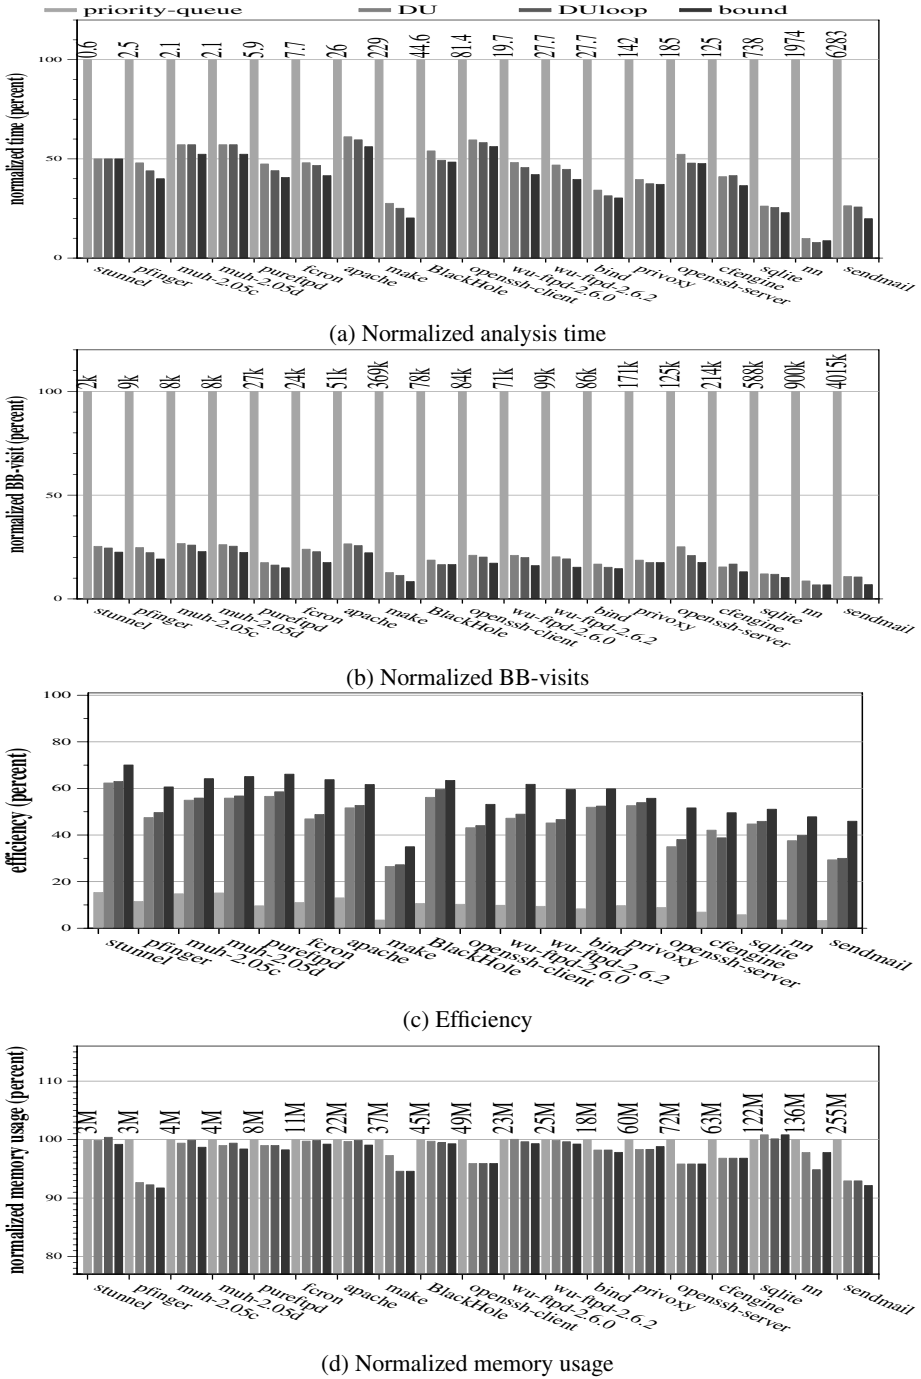 priority-queue DU DUloop bound
normalized time (percent)
0.6 2.5 2.1 2.1 5.9 7.7 26 229 44.6 81.4 19.7 27.7 27.7 142 185 125 738 1974 6283
100
50
0
stunnel pfinger muh-2.05c muh-2.05d pureftpd fcron apache make BlackHole openssh-client wu-ftpd-2.6.0 wu-ftpd-2.6.2 bind privoxy openssh-server cfengine sqlite nn sendmail
(a) Normalized analysis time
normalized BB-visit (percent)
2k 9k 8k 8k 27k 24k 51k 369k 78k 84k 71k 99k 86k 171k 125k 214k 588k 900k 4015k
100
50
0
stunnel pfinger muh-2.05c muh-2.05d pureftpd fcron apache make BlackHole openssh-client wu-ftpd-2.6.0 wu-ftpd-2.6.2 bind privoxy openssh-server cfengine sqlite nn sendmail
(b) Normalized BB-visits
efficiency (percent)
100
80
60
40
20
0
stunnel pfinger muh-2.05c muh-2.05d pureftpd fcron apache make BlackHole openssh-client wu-ftpd-2.6.0 wu-ftpd-2.6.2 bind privoxy openssh-server cfengine sqlite nn sendmail
(c) Efficiency
normalized memory usage (percent)
110
3M 3M 4M 4M 8M 11M 22M 37M 45M 49M 23M 25M 18M 60M 72M 63M 122M 136M 255M
100
90
80
stunnel pfinger muh-2.05c muh-2.05d pureftpd fcron apache make BlackHole openssh-client wu-ftpd-2.6.0 wu-ftpd-2.6.2 bind privoxy openssh-server cfengine sqlite nn sendmail
(d) Normalized memory usage